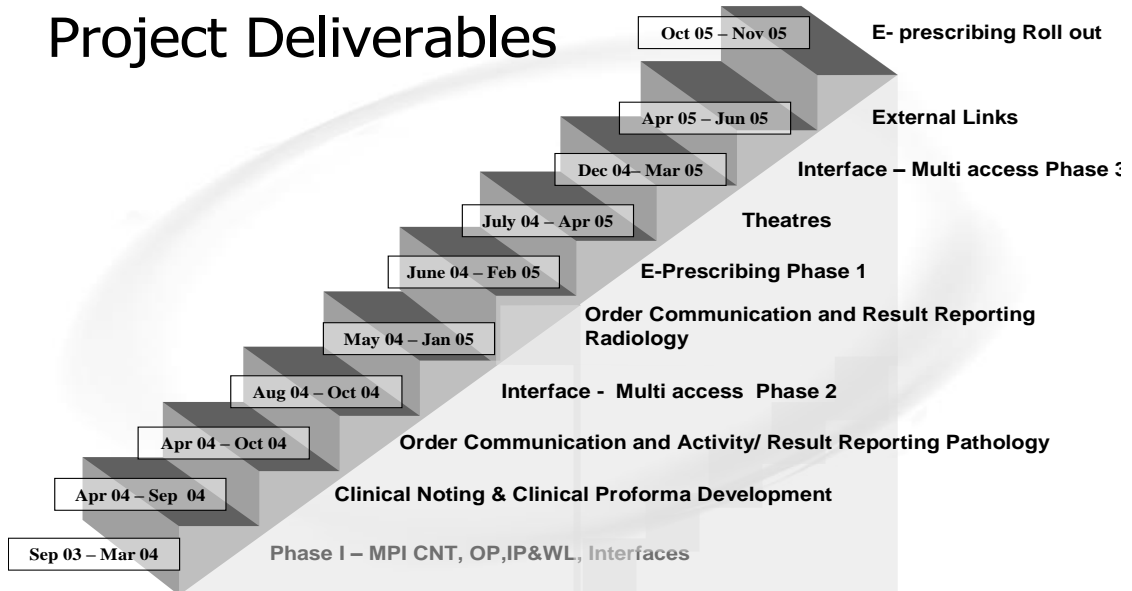 Project Deliverables
Oct 05 – Nov 05
E- prescribing Roll out
Apr 05 – Jun 05
External Links
Dec 04– Mar 05
Interface – Multi access Phase 3
July 04 – Apr 05
Theatres
June 04 – Feb 05
E-Prescribing Phase 1
May 04 – Jan 05
Order Communication and Result Reporting
Radiology
Aug 04 – Oct 04
Interface - Multi access Phase 2
Apr 04 – Oct 04
Order Communication and Activity/ Result Reporting Pathology
Apr 04 – Sep 04
Clinical Noting & Clinical Proforma Development
Sep 03 – Mar 04
Phase I – MPI CNT, OP,IP&WL, Interfaces